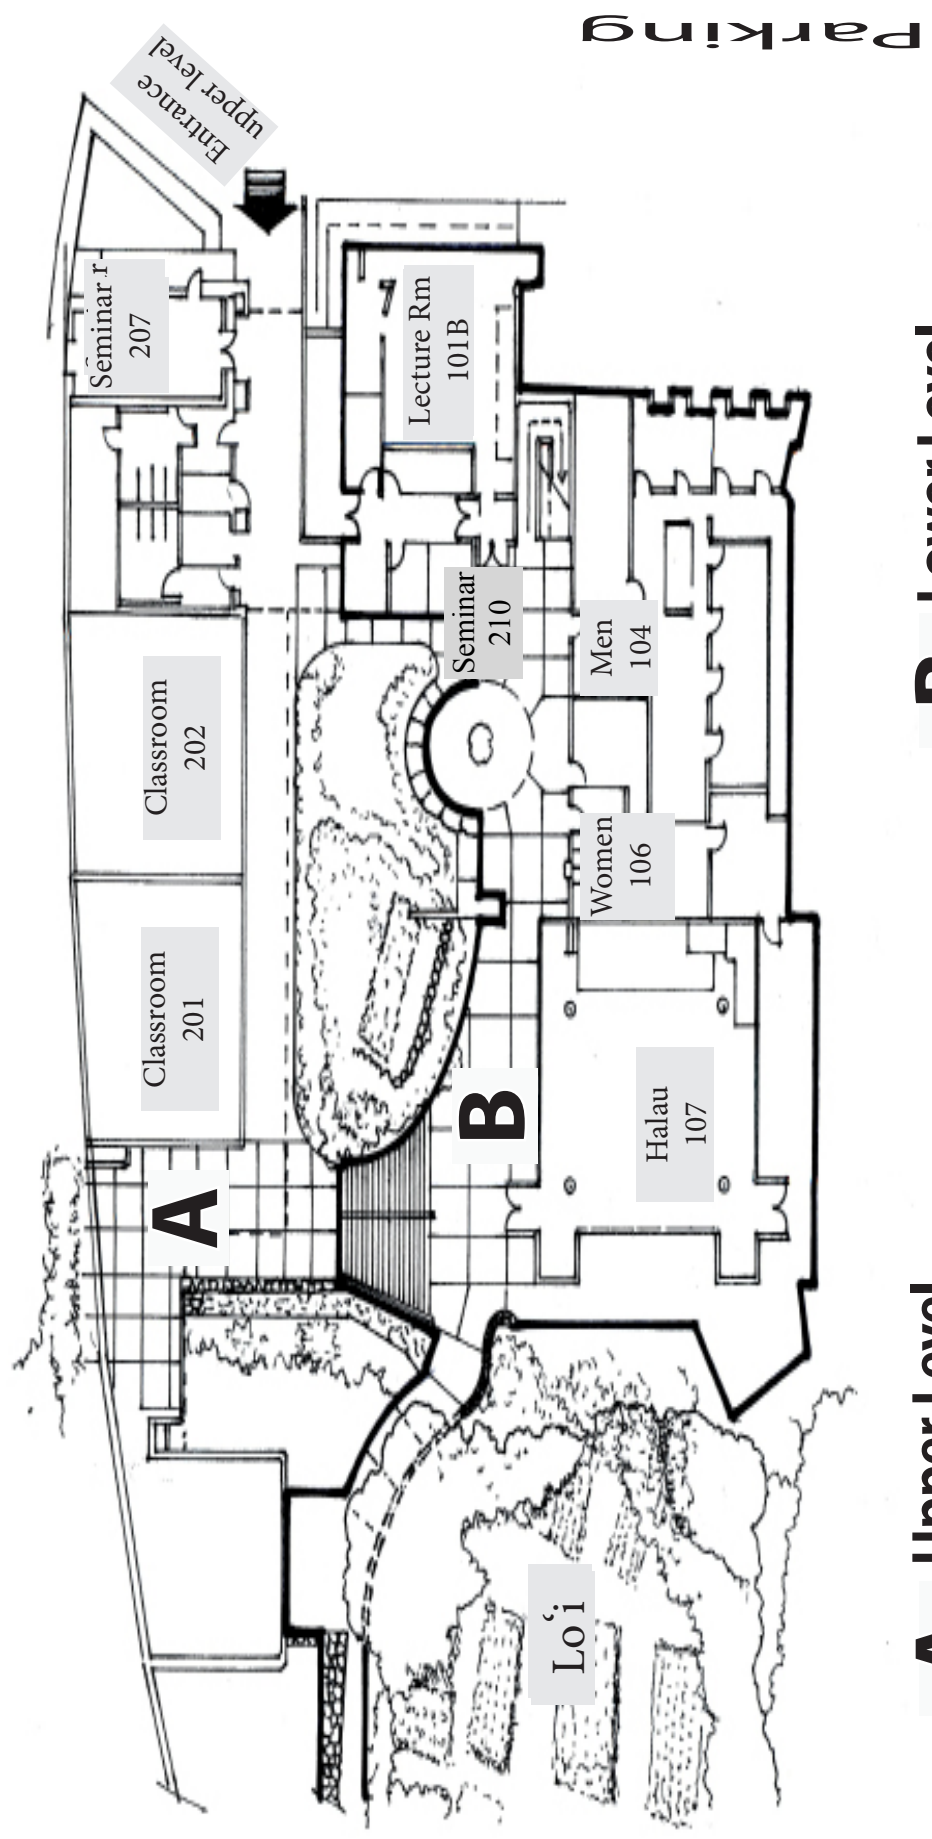 Parking
Entrance
upper level
Seminar r
207
Lecture Rm
101B
Seminar
210
Men
104
Classroom
202
Women
106
Classroom
201
Halau
107
A
B
Lo‘i
A Upper Level
B Lower Level